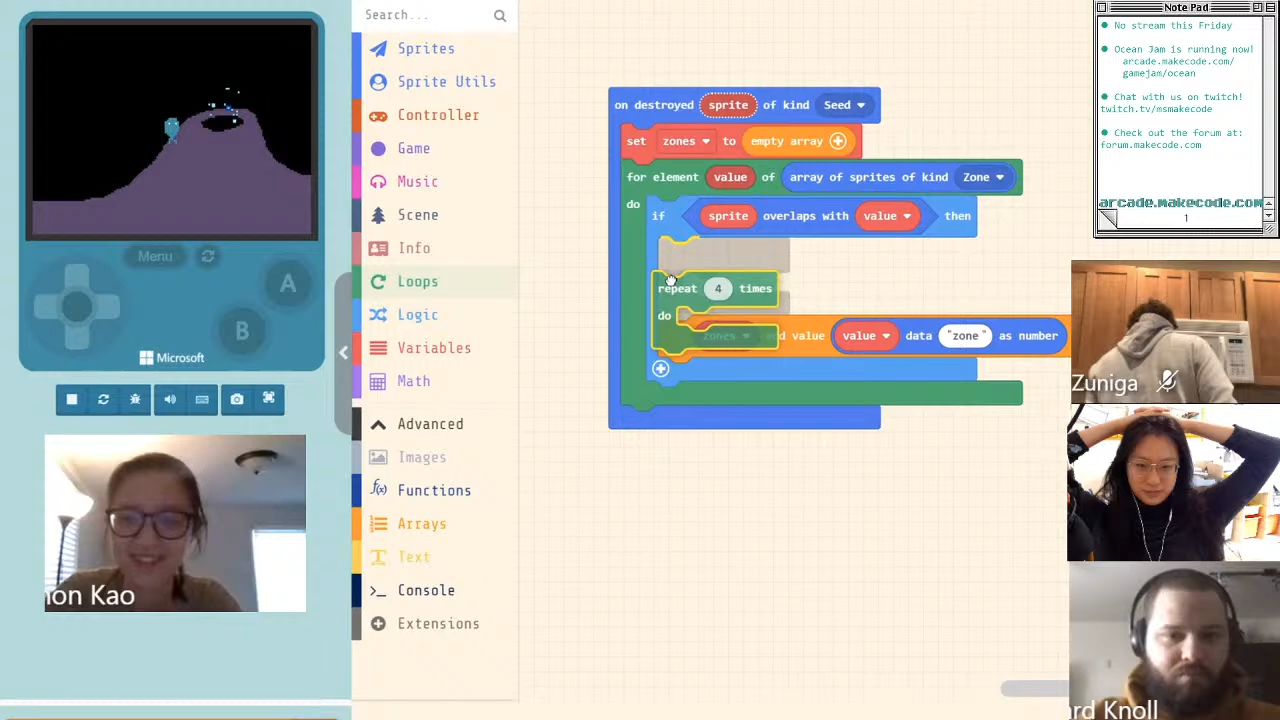 Menu
A
B
Microsoft
non Kao
Search...
Sprites
Sprite Utils
Controller
Game
Music
Scene
Info
Loops
Logic
Variables
Math
Advanced
Images
Functions
Arrays
Text
Console
Extensions
on destroyed sprite of kind Seed
set zones to empty array
for element value of array of sprites of kind Zone
do
if sprite overlaps with value then
repeat 4 times
do
zones value value data "zone" as number
Note Pad
No stream this Friday
Ocean Jam is running now!
arcade.makecode.com/
gamejam/ocean
Chat with us on twitch!
twitch.tv/msmakecode
Check out the forum at:
forum.makecode.com
arcade.makecode.com
1
Zuniga
ard Knoll